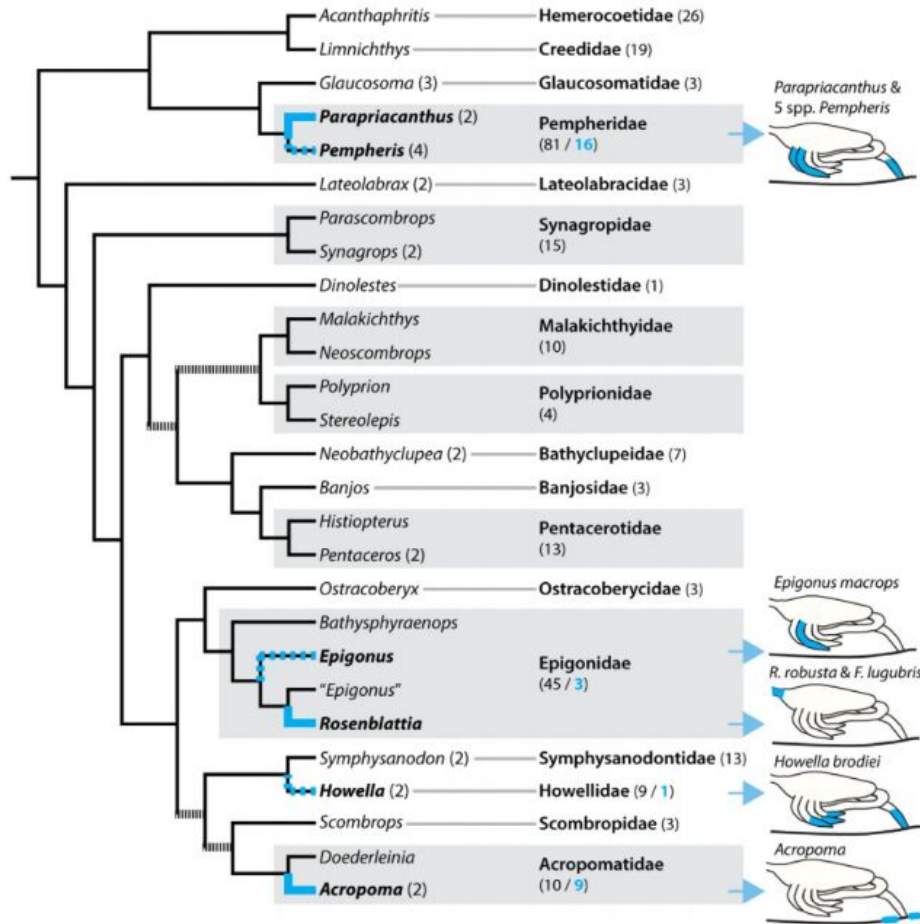 Acanthaphritis Hemerocoetidae (26)
Limnichthys Creedidae (19)
Glaucosoma (3) Glaucosomatidae (3)
Parapriacanthus (2) Pempheridae
Pempheris (4) (81 / 16)
Parapriacanthus &
5 spp. Pempheris
Lateolabrax (2) Lateolabracidae (3)
Parascombrops Synagropidae
Synagrops (2) (15)
Dinolestes Dinolestidae (1)
Malakichthys Malakichthyidae
Neoscombrops (10)
Polyprion Polyprionidae
Stereolepis (4)
Neobathyclupea (2) Bathyclupeidae (7)
Banjos Banjosidae (3)
Histiopterus Pentacerotidae
Pentaceros (2) (13)
Ostracoberyx Ostracoberycidae (3)
Epigonus macrops
Bathysphyraenops
Epigonus Epigonidae
"Epigonus" (45 / 3)
R. robusta & F. lugubris
Rosenblattia
Symphysanodon (2) Symphysanodontidae (13)
Howella brodiei
Howella (2) Howellidae (9 / 1)
Scombrops Scombropidae (3)
Acropoma
Doederleinia Acropomatidae
Acropoma (2) (10 / 9)